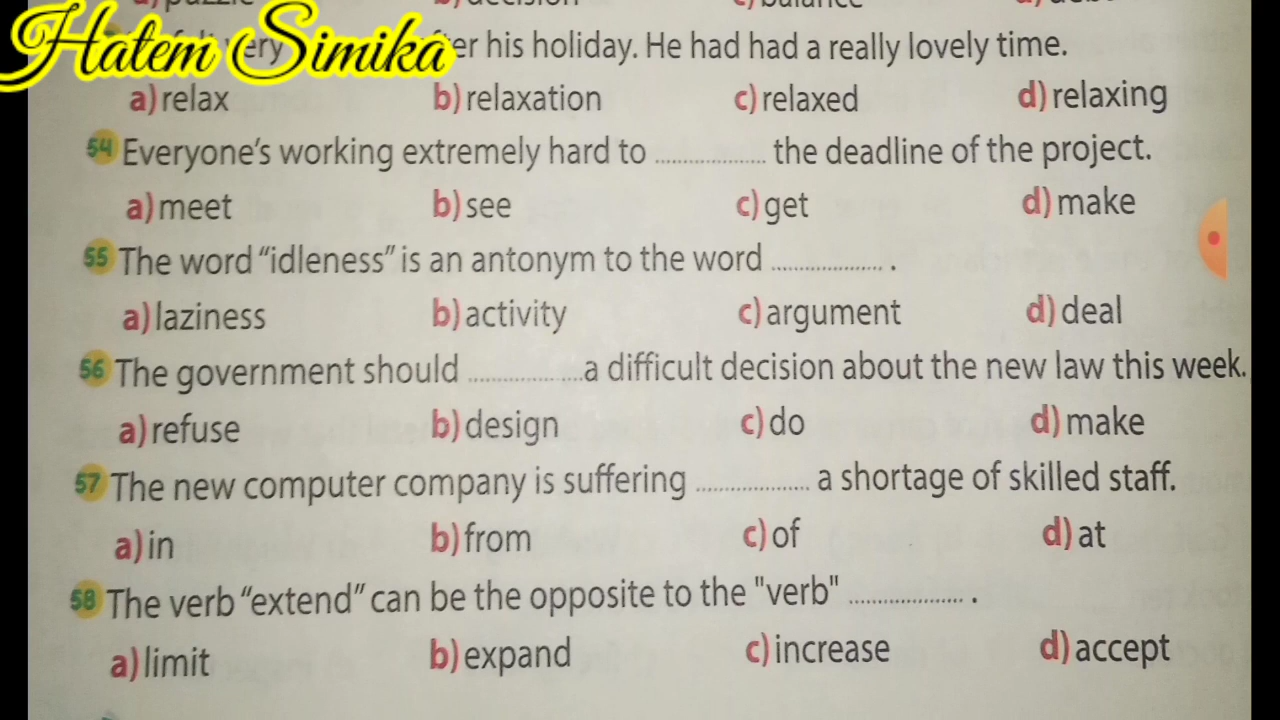 b) decision
Hatem Simika
his holiday. He had had a really lovely time.
a) relax b) relaxation c) relaxed d) relaxing
54 Everyone's working extremely hard to ................ the deadline of the project.
a) meet b) see c) get d) make
55 The word "idleness" is an antonym to the word ................ .
a) laziness b) activity c) argument d) deal
56 The government should ................ a difficult decision about the new law this week.
a) refuse b) design c) do d) make
57 The new computer company is suffering ................ a shortage of skilled staff.
a) in b) from c) of d) at
58 The verb "extend" can be the opposite to the "verb" ................ .
a) limit b) expand c) increase d) accept